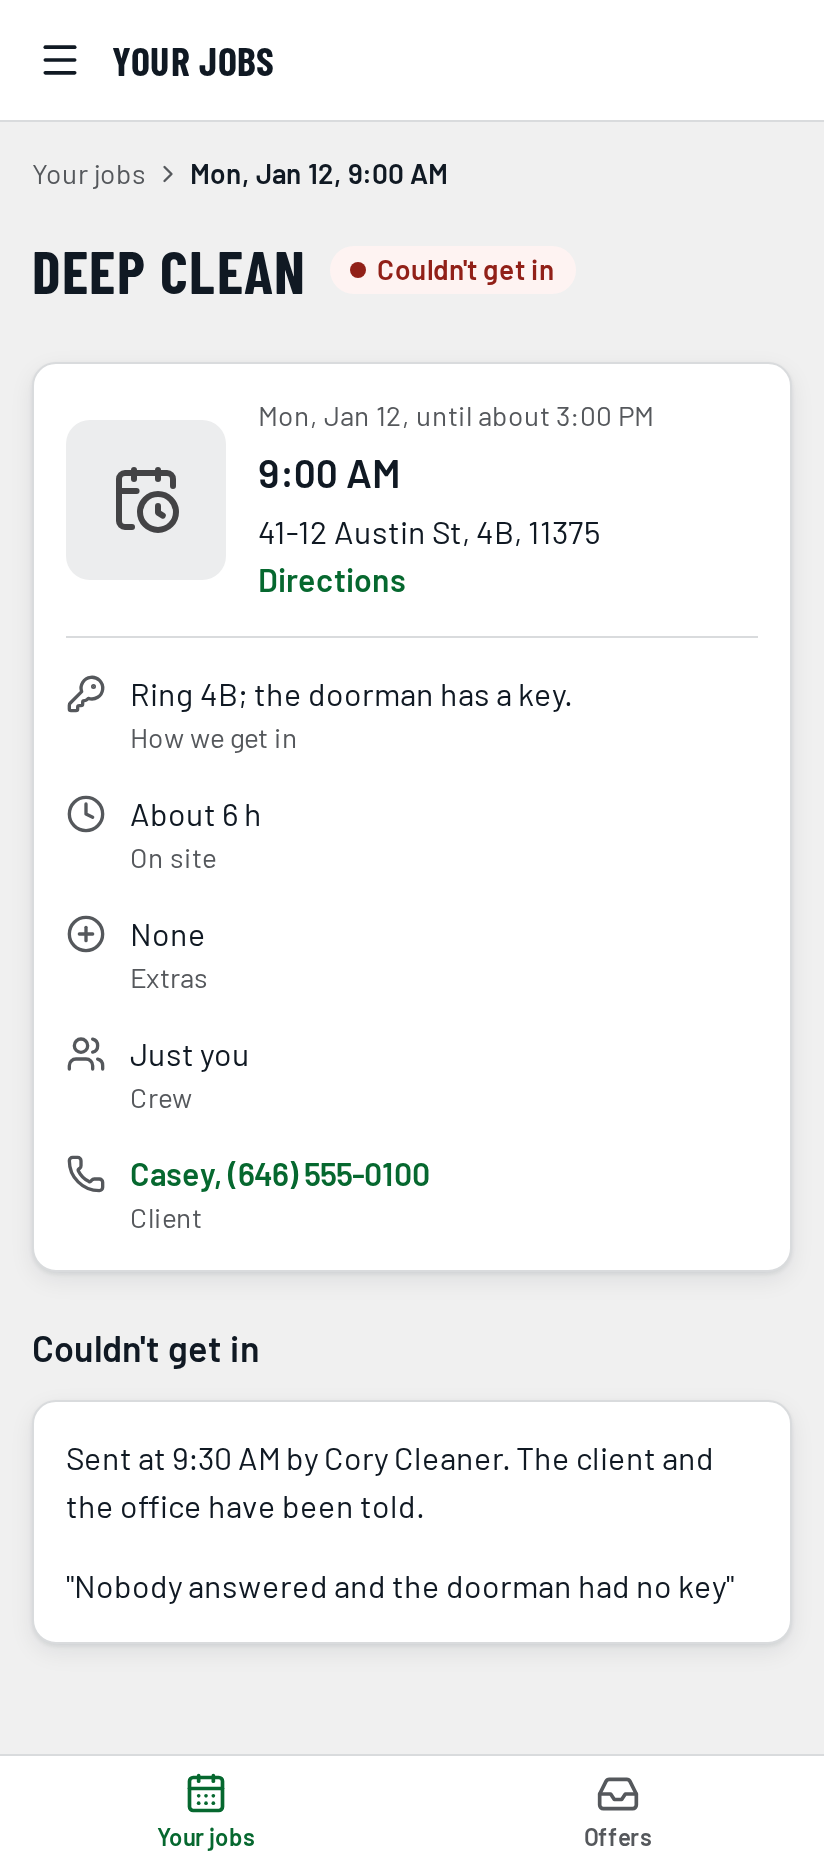 YOUR JOBS
Your jobs > Mon, Jan 12, 9:00 AM
DEEP CLEAN
Couldn't get in
Mon, Jan 12, until about 3:00 PM
9:00 AM
41-12 Austin St, 4B, 11375
Directions
Ring 4B; the doorman has a key.
How we get in
About 6 h
On site
None
Extras
Just you
Crew
Casey, (646) 555-0100
Client
Couldn't get in
Sent at 9:30 AM by Cory Cleaner. The client and
the office have been told.
"Nobody answered and the doorman had no key"
Your jobs
Offers